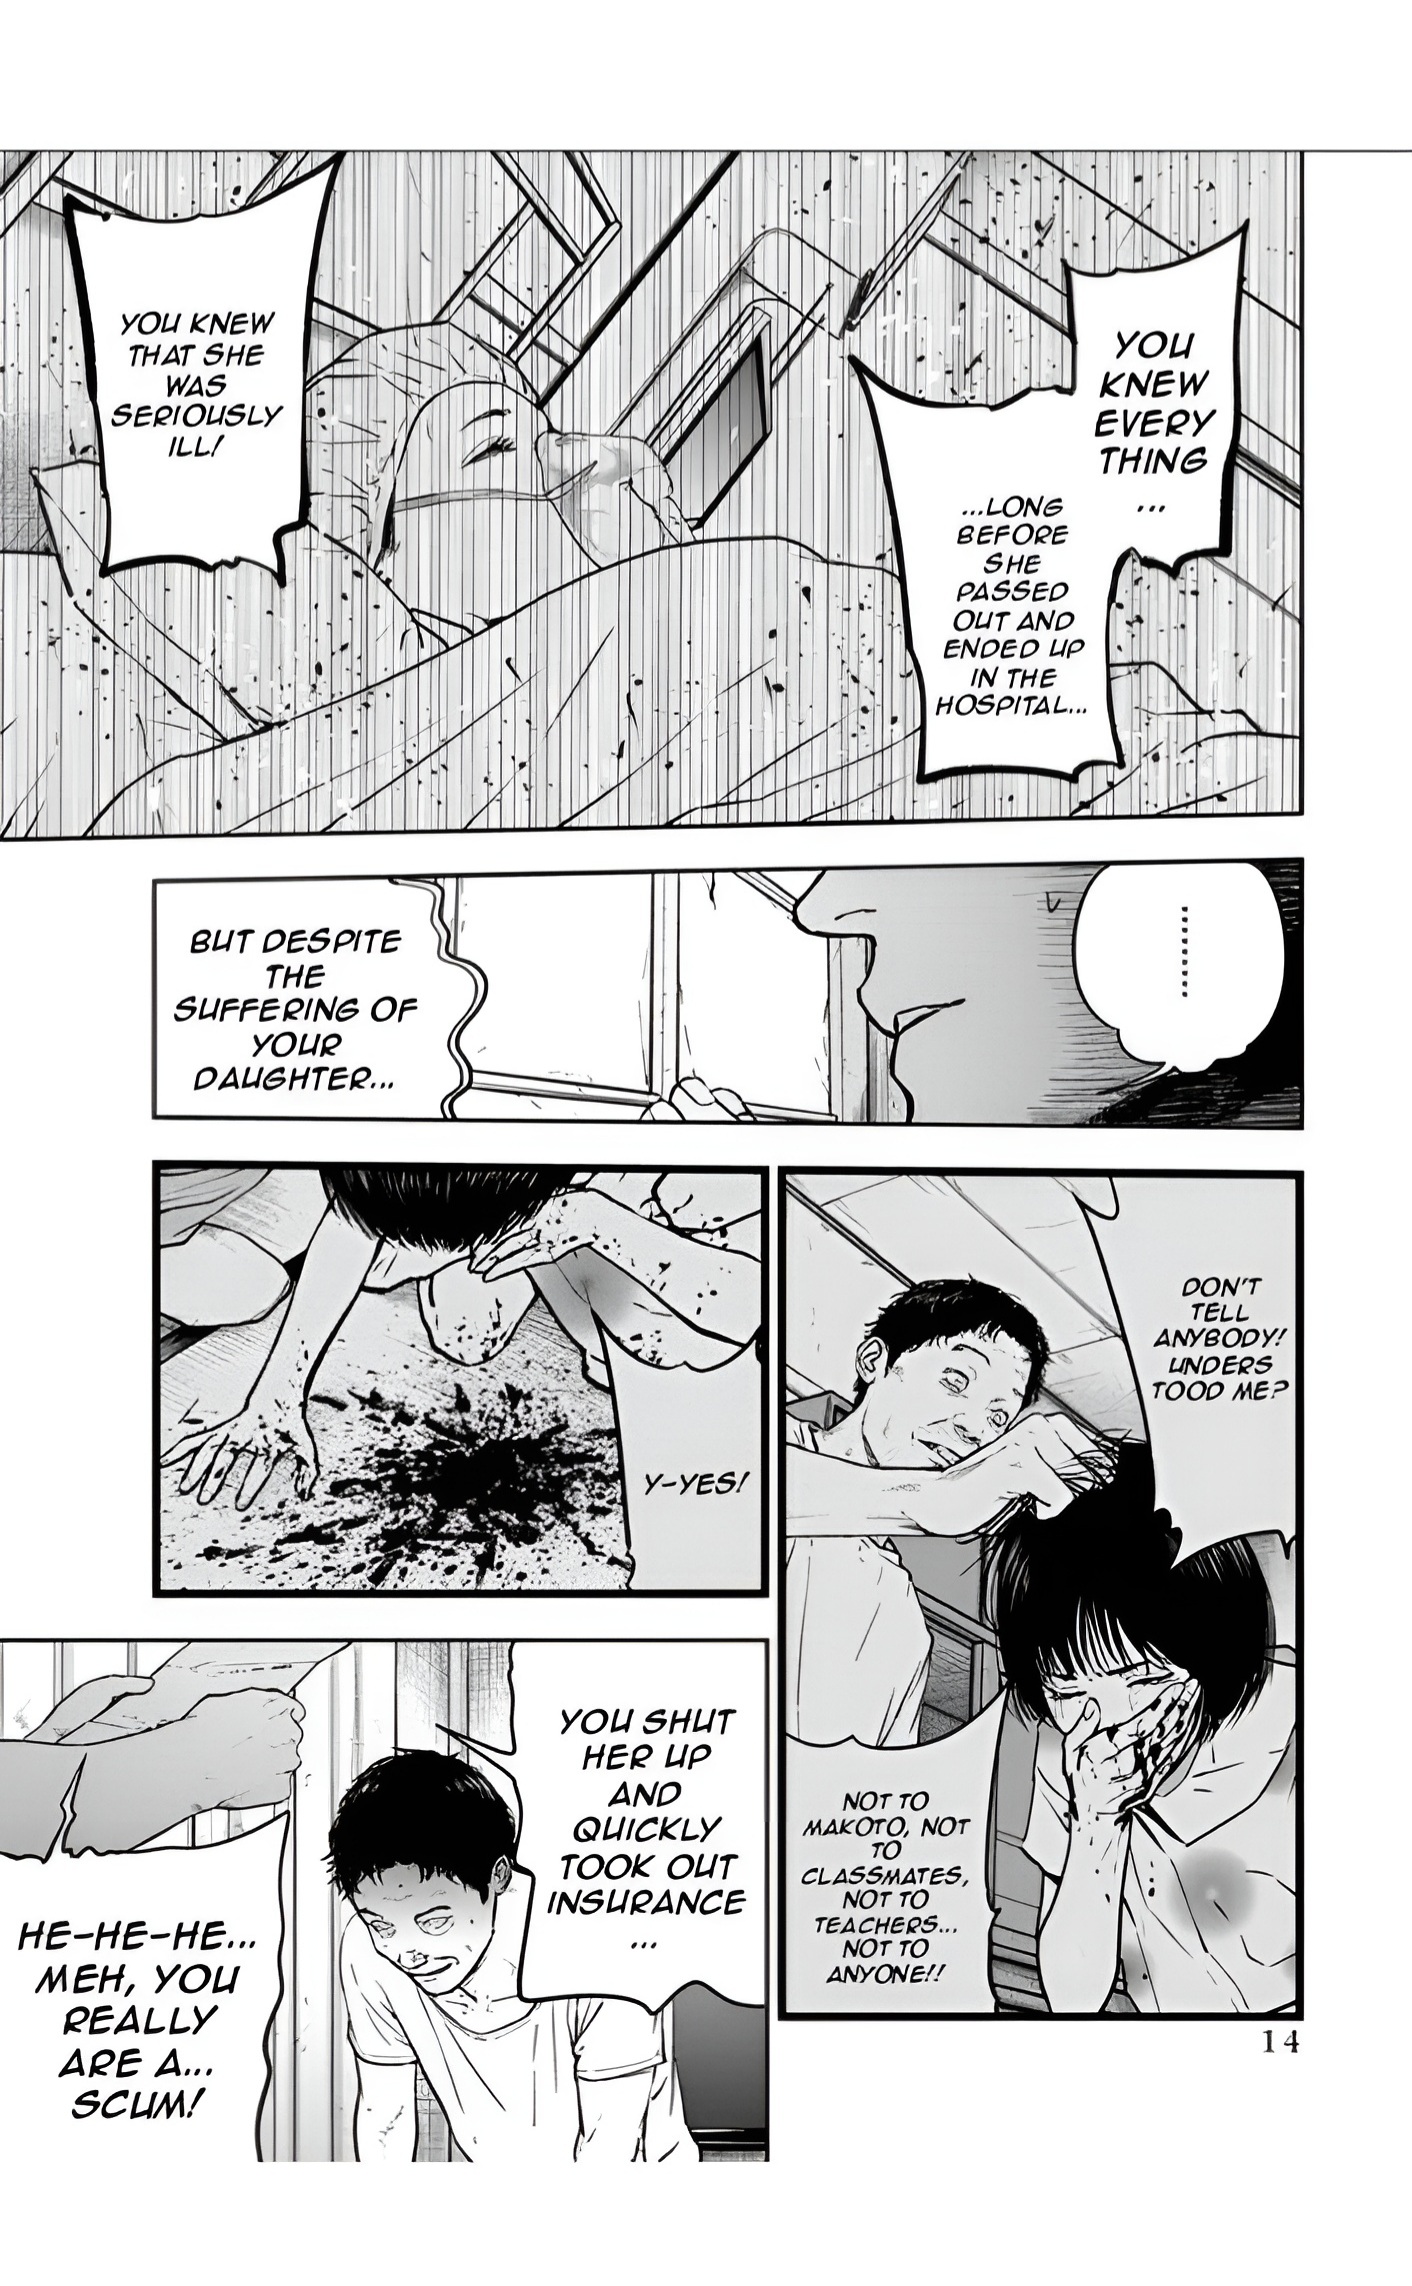 YOU
KNEW
EVERY
THING
...
...LONG
BEFORE
SHE
PASSED
OUT AND
ENDED UP
IN THE
HOSPITAL...
YOU KNEW
THAT SHE
WAS
SERIOUSLY
ILL!
.........
BUT DESPITE
THE
SUFFERING OF
YOUR
DAUGHTER...
DON'T
TELL
ANYBODY!
UNDERS
TOOD ME?
NOT TO
MAKOTO, NOT
TO
CLASSMATES,
NOT TO
TEACHERS...
NOT TO
ANYONE!!
Y-YES!
YOU SHUT
HER UP
AND
QUICKLY
TOOK OUT
INSURANCE
...
HE-HE-HE...
MEH, YOU
REALLY
ARE A...
SCUM!
14